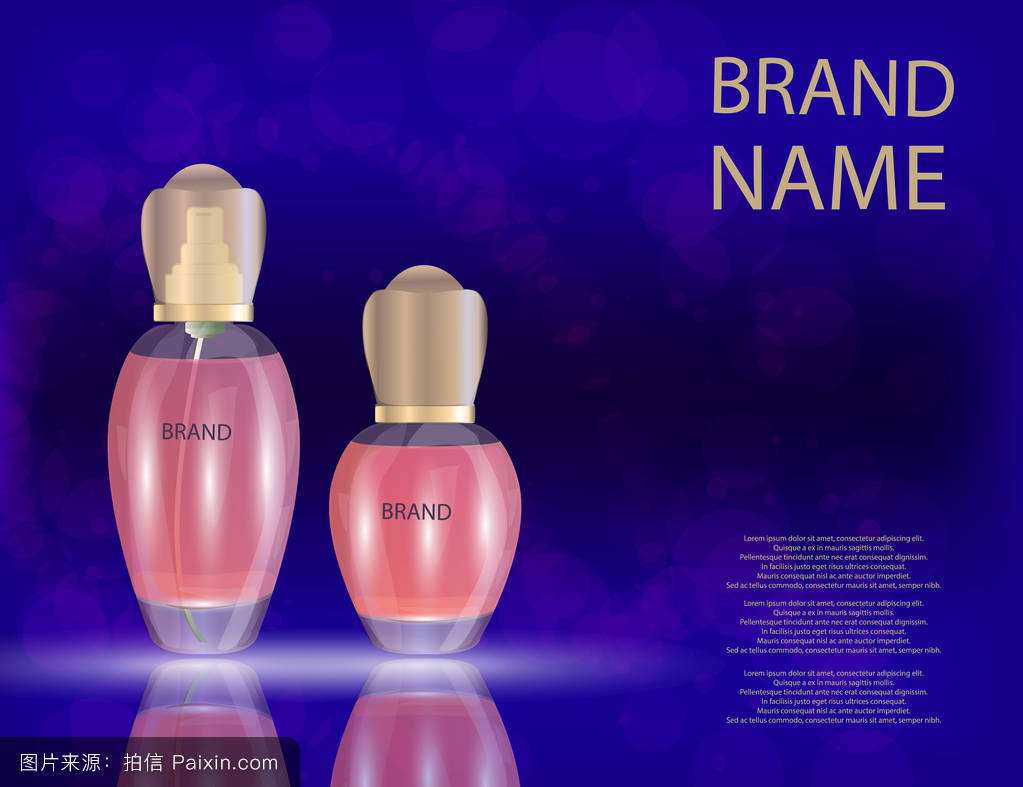 BRAND
NAME
BRAND
BRAND
Lorem ipsum dolor sit amet, consectetur adipiscing elit.
Quisque a ex in mauris sagittis mollis.
Pellentesque tincidunt ante nec erat consequat dignissim.
In facilisis justo eget risus ultrices consequat.
Mauris consequat nisl ac ante auctor imperdiet.
Sed ac tellus commodo, consectetur mauris maximus, semper nibh.
Lorem ipsum dolor sit amet, consectetur adipiscing elit.
Quisque a ex in mauris sagittis mollis.
Pellentesque tincidunt ante nec erat consequat dignissim.
In facilisis justo eget risus ultrices consequat.
Mauris consequat nisl ac ante auctor imperdiet.
Sed ac tellus commodo, consectetur mauris maximus, semper nibh.
Lorem ipsum dolor sit amet, consectetur adipiscing elit.
Quisque a ex in mauris sagittis mollis.
Pellentesque tincidunt ante nec erat consequat dignissim.
In facilisis justo eget risus ultrices consequat.
Mauris consequat nisl ac ante auctor imperdiet.
Sed ac tellus commodo, consectetur mauris maximus, semper nibh.
图片来源：拍信 Paixin.com